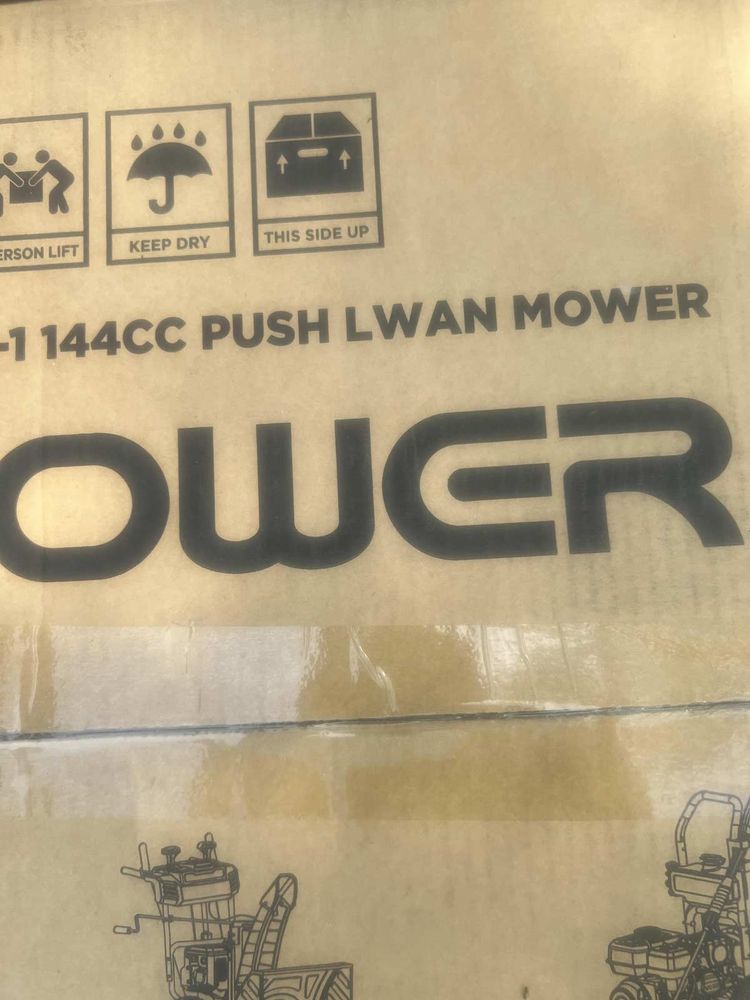 ERSON LIFT KEEP DRY THIS SIDE UP
-1 144CC PUSH LWAN MOWER
OWER